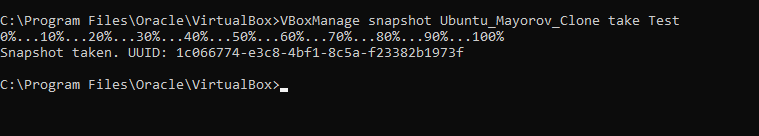 C:\Program Files\Oracle\VirtualBox>VBoxManage snapshot Ubuntu_Mayorov_Clone take Test
0%...10%...20%...30%...40%...50%...60%...70%...80%...90%...100%
Snapshot taken. UUID: 1c066774-e3c8-4bf1-8c5a-f23382b1973f
C:\Program Files\Oracle\VirtualBox>